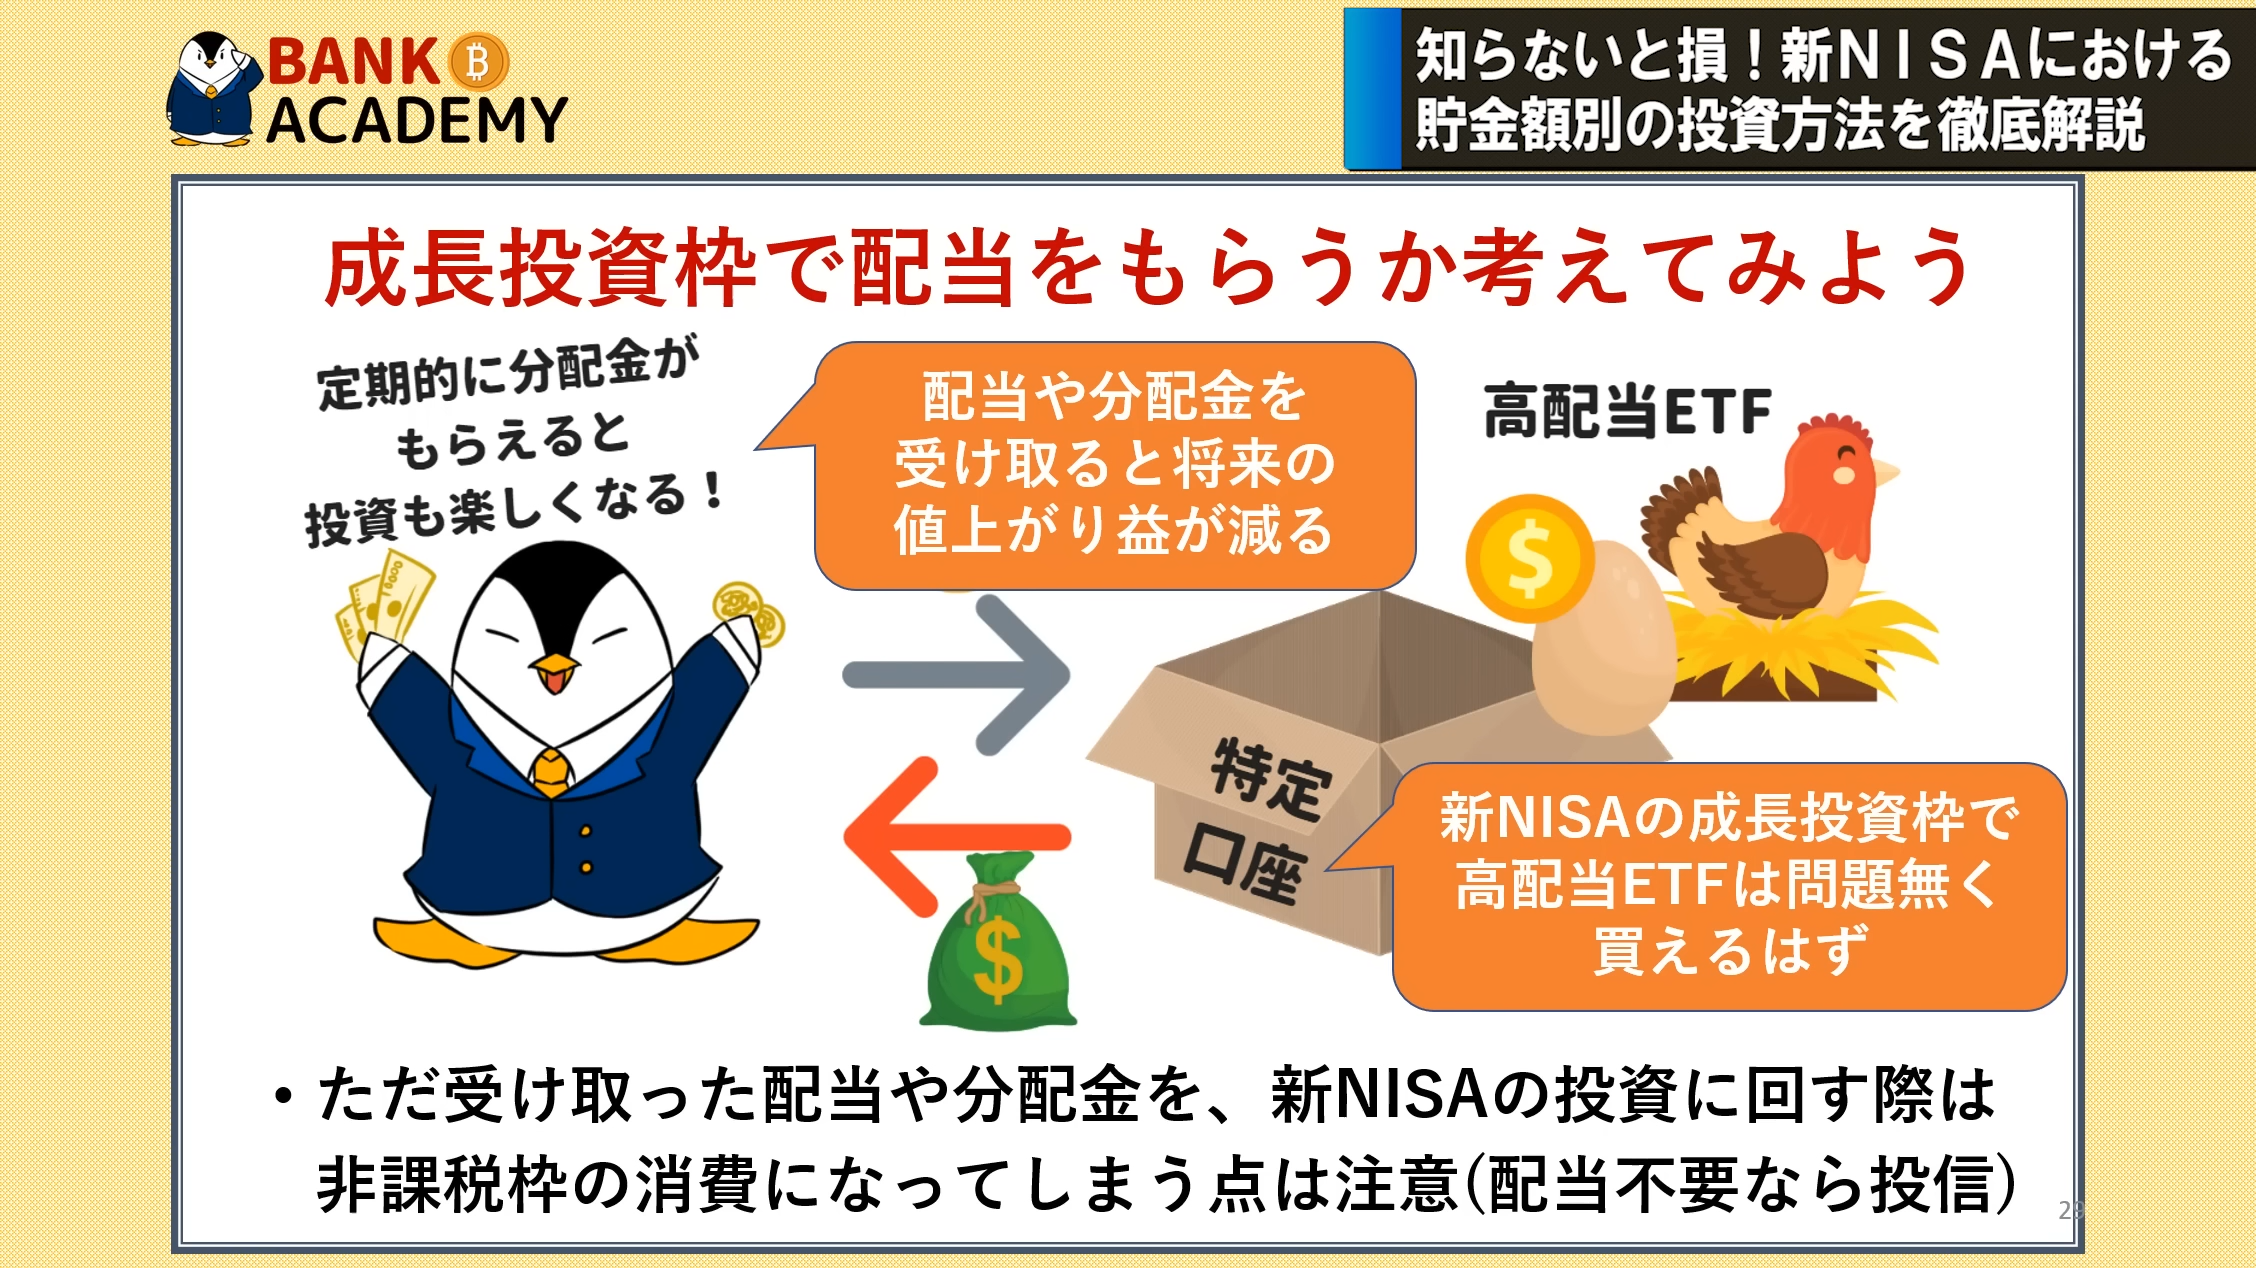 BANK
ACADEMY
知らないと損！新ＮＩＳＡにおける
貯金額別の投資方法を徹底解説
成長投資枠で配当をもらうか考えてみよう
定期的に分配金が
もらえると
投資も楽しくなる！
配当や分配金を
受け取ると将来の
値上がり益が減る
高配当ETF
特定
口座
新NISAの成長投資枠で
高配当ETFは問題無く
買えるはず
・ただ受け取った配当や分配金を、新NISAの投資に回す際は
非課税枠の消費になってしまう点は注意(配当不要なら投信)